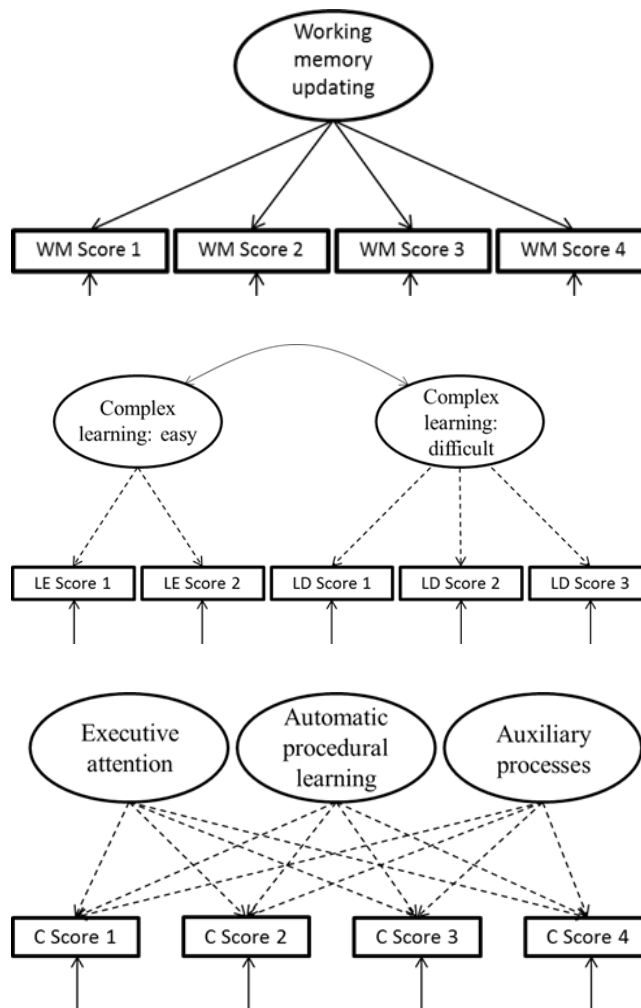 Working
memory
updating
WM Score 1
WM Score 2
WM Score 3
WM Score 4
Complex
learning: easy
Complex
learning:
difficult
LE Score 1
LE Score 2
LD Score 1
LD Score 2
LD Score 3
Executive
attention
Automatic
procedural
learning
Auxiliary
processes
C Score 1
C Score 2
C Score 3
C Score 4